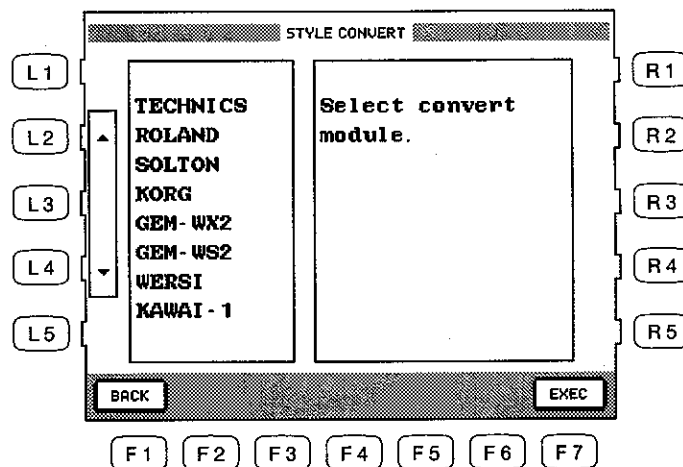 STYLE CONVERT
L1
R1
TECHNICS
ROLAND
SOLTON
KORG
GEM-WX2
GEM-WS2
WERSI
KAWAI-1
Select convert
module.
L2
R2
L3
R3
L4
R4
L5
R5
BACK
EXEC
F1 F2 F3 F4 F5 F6 F7